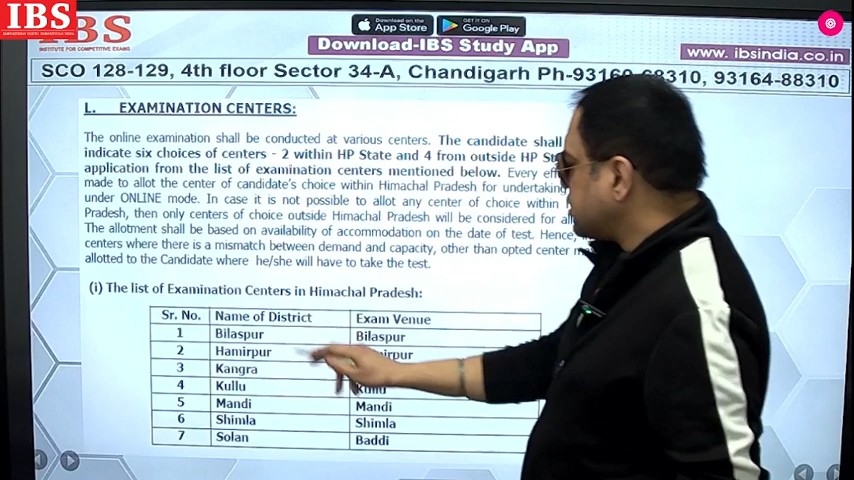 IBS
IBS
INSTITUTE FOR COMPETITIVE EXAMS
Download on the
App Store
GET IT ON
Google Play
Download-IBS Study App
www. ibsindia.co.in
SCO 128-129, 4th floor Sector 34-A, Chandigarh Ph-93160-68310, 93164-88310
L. EXAMINATION CENTERS:
The online examination shall be conducted at various centers. The candidate shall
indicate six choices of centers - 2 within HP State and 4 from outside HP
application from the list of examination centers mentioned below. Every
made to allot the center of candidate's choice within Himachal Pradesh for undertaking
under ONLINE mode. In case it is not possible to allot any center of choice within
Pradesh, then only centers of choice outside Himachal Pradesh will be considered for
The allotment shall be based on availability of accommodation on the date of test. Hence,
centers where there is a mismatch between demand and capacity, other than opted center
allotted to the Candidate where he/she will have to take the test.
(i) The list of Examination Centers in Himachal Pradesh:
Sr. No. Name of District Exam Venue
1 Bilaspur Bilaspur
2 Hamirpur
3 Kangra
4 Kullu Kullu
5 Mandi Mandi
6 Shimla Shimla
7 Solan Baddi